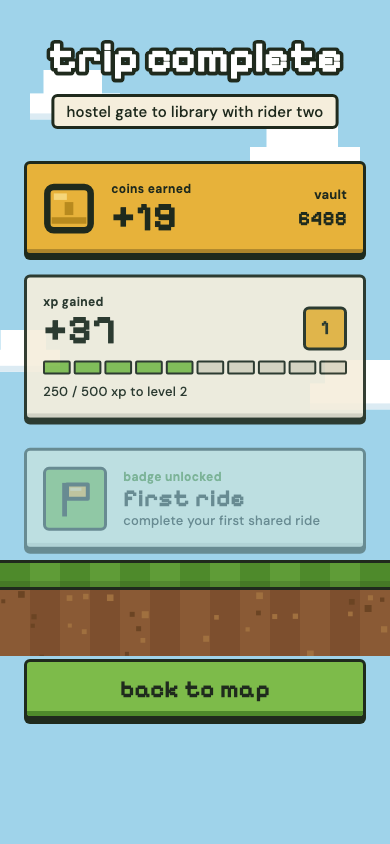 trip complete
hostel gate to library with rider two
coins earned
+19
vault
6488
xp gained
+37
1
250 / 500 xp to level 2
badge unlocked
first ride
complete your first shared ride
back to map